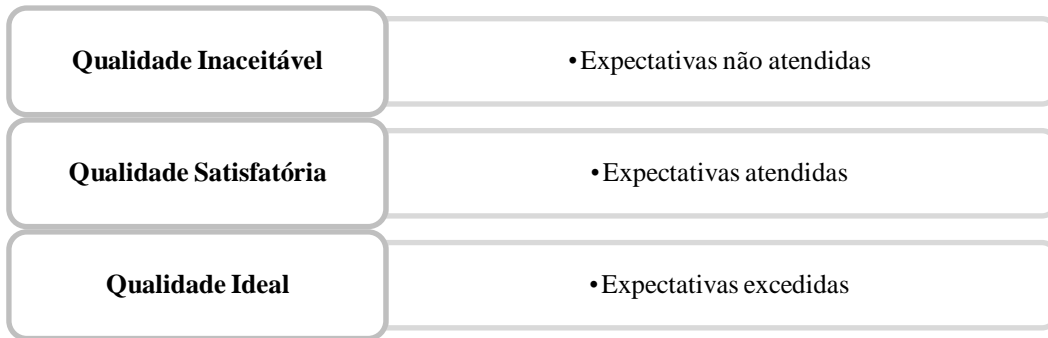 Qualidade Inaceitável
•Expectativas não atendidas
Qualidade Satisfatória
•Expectativas atendidas
Qualidade Ideal
•Expectativas excedidas